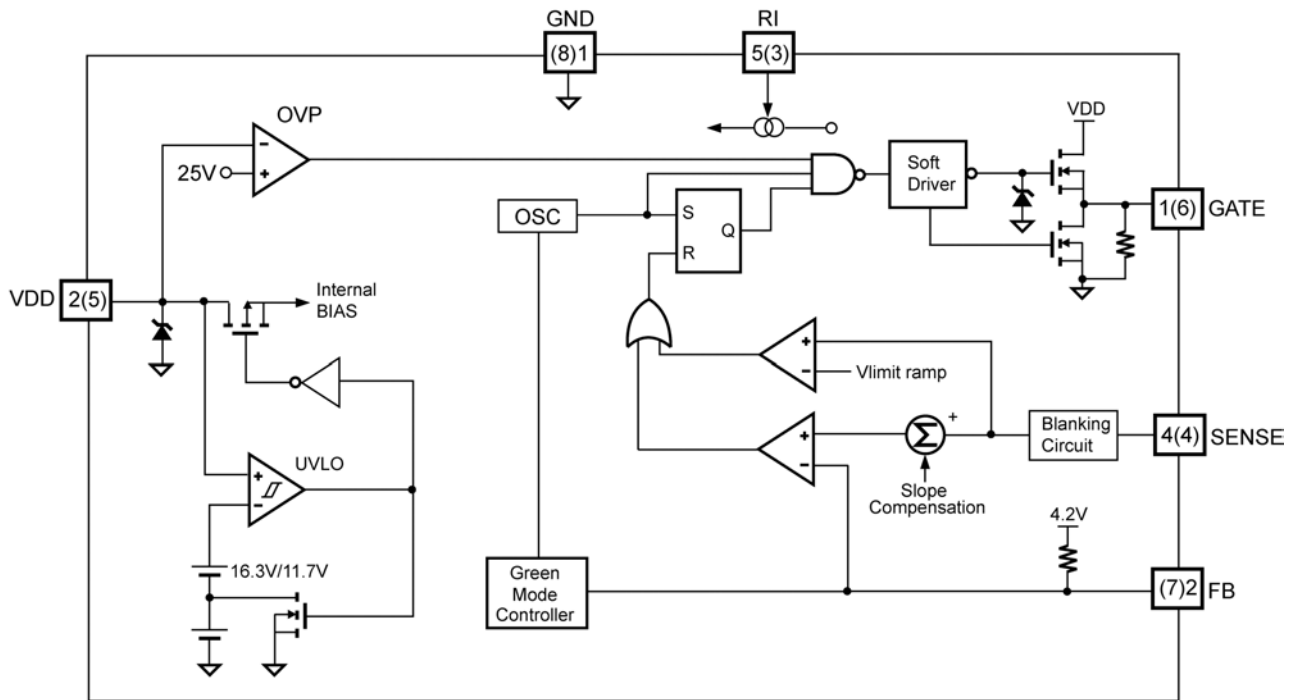 GND
RI
(8)1
5(3)
OVP
VDD
25V
Soft
Driver
OSC
S
Q
R
1(6) GATE
VDD 2(5)
Internal
BIAS
Vlimit ramp
Blanking
Circuit
4(4) SENSE
UVLO
Σ
Slope
Compensation
4.2V
16.3V/11.7V
Green
Mode
Controller
(7)2 FB
+
-
+
-
+
-
+
-
+